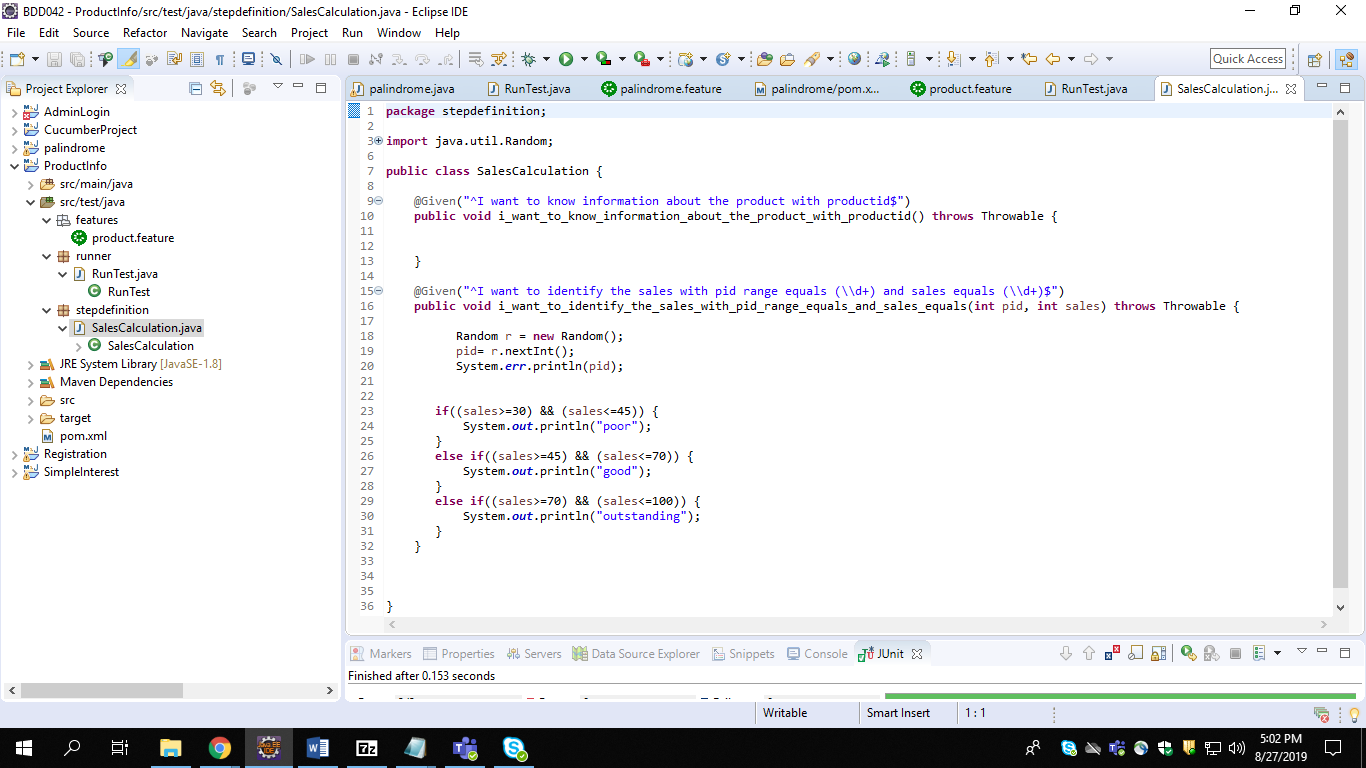 BDD042 - ProductInfo/src/test/java/stepdefinition/SalesCalculation.java - Eclipse IDE
File Edit Source Refactor Navigate Search Project Run Window Help
Quick Access
Project Explorer
AdminLogin
CucumberProject
palindrome
ProductInfo
src/main/java
src/test/java
features
product.feature
runner
RunTest.java
RunTest
stepdefinition
SalesCalculation.java
SalesCalculation
JRE System Library [JavaSE-1.8]
Maven Dependencies
src
target
pom.xml
Registration
SimpleInterest
palindrome.java RunTest.java palindrome.feature palindrome/pom.x... product.feature RunTest.java SalesCalculation.j...
1 package stepdefinition;
2
3 import java.util.Random;
6
7 public class SalesCalculation {
8
9 @Given("^I want to know information about the product with productid$")
10 public void i_want_to_know_information_about_the_product_with_productid() throws Throwable {
11
12
13 }
14
15 @Given("^I want to identify the sales with pid range equals (\\d+) and sales equals (\\d+)$")
16 public void i_want_to_identify_the_sales_with_pid_range_equals_and_sales_equals(int pid, int sales) throws Throwable {
17
18 Random r = new Random();
19 pid= r.nextInt();
20 System.err.println(pid);
21
22
23 if((sales>=30) && (sales<=45)) {
24 System.out.println("poor");
25 }
26 else if((sales>=45) && (sales<=70)) {
27 System.out.println("good");
28 }
29 else if((sales>=70) && (sales<=100)) {
30 System.out.println("outstanding");
31 }
32 }
33
34
35
36 }
Markers Properties Servers Data Source Explorer Snippets Console JUnit
Finished after 0.153 seconds
Writable Smart Insert 1 : 1
5:02 PM
8/27/2019